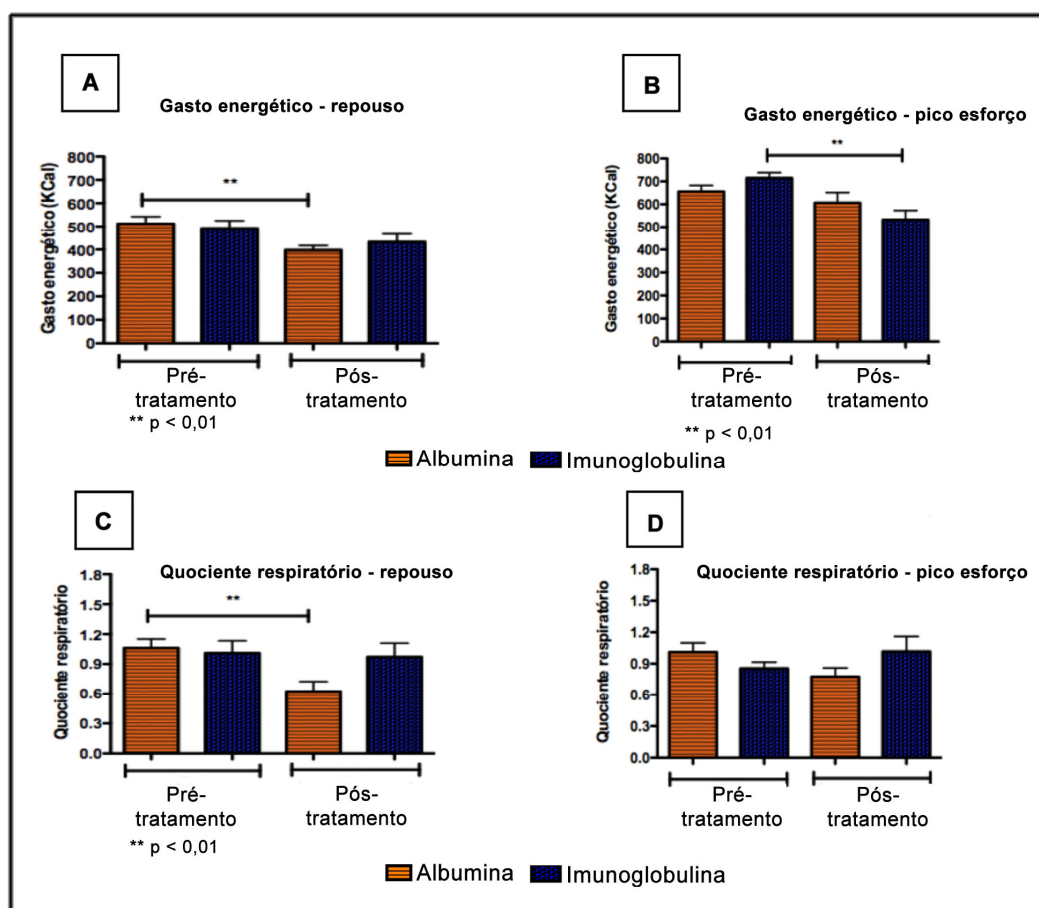 A
Gasto energético - repouso
Gasto energético (KCal)
800
700
600
500
400
300
200
100
0
**
Pré-
tratamento
Pós-
tratamento
** p < 0,01
B
Gasto energético - pico esforço
Gasto energético (KCal)
800
700
600
500
400
300
200
100
0
**
Pré-
tratamento
Pós-
tratamento
** p < 0,01
Albumina Imunoglobulina
C
Quociente respiratório - repouso
Quociente respiratório
1.8
1.5
1.2
0.9
0.6
0.3
0.0
**
Pré-
tratamento
Pós-
tratamento
** p < 0,01
D
Quociente respiratório - pico esforço
Quociente respiratório
1.8
1.5
1.2
0.9
0.6
0.3
0.0
Pré-
tratamento
Pós-
tratamento
Albumina Imunoglobulina